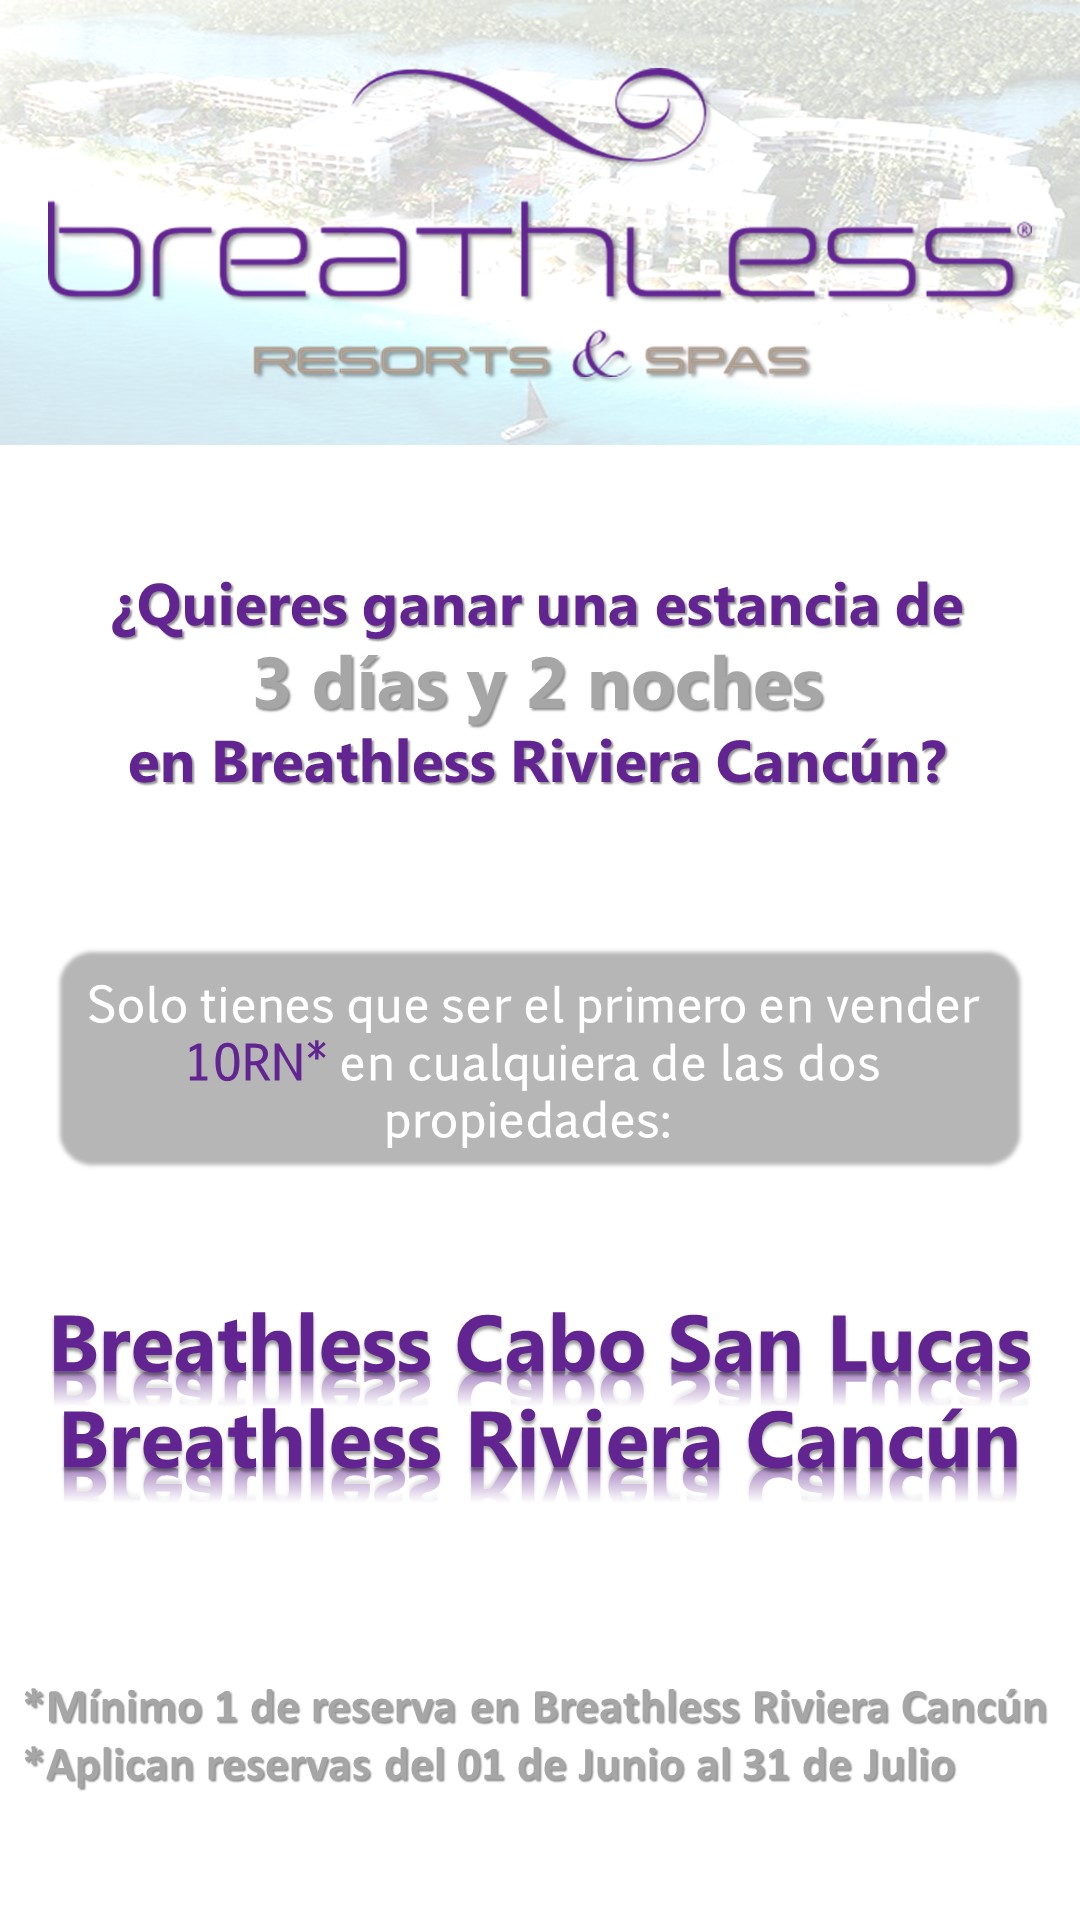 breathless®
RESORTS & SPAS
¿Quieres ganar una estancia de
3 días y 2 noches
en Breathless Riviera Cancún?
Solo tienes que ser el primero en vender
10RN* en cualquiera de las dos
propiedades:
Breathless Cabo San Lucas
Breathless Riviera Cancún
*Mínimo 1 de reserva en Breathless Riviera Cancún
*Aplican reservas del 01 de Junio al 31 de Julio